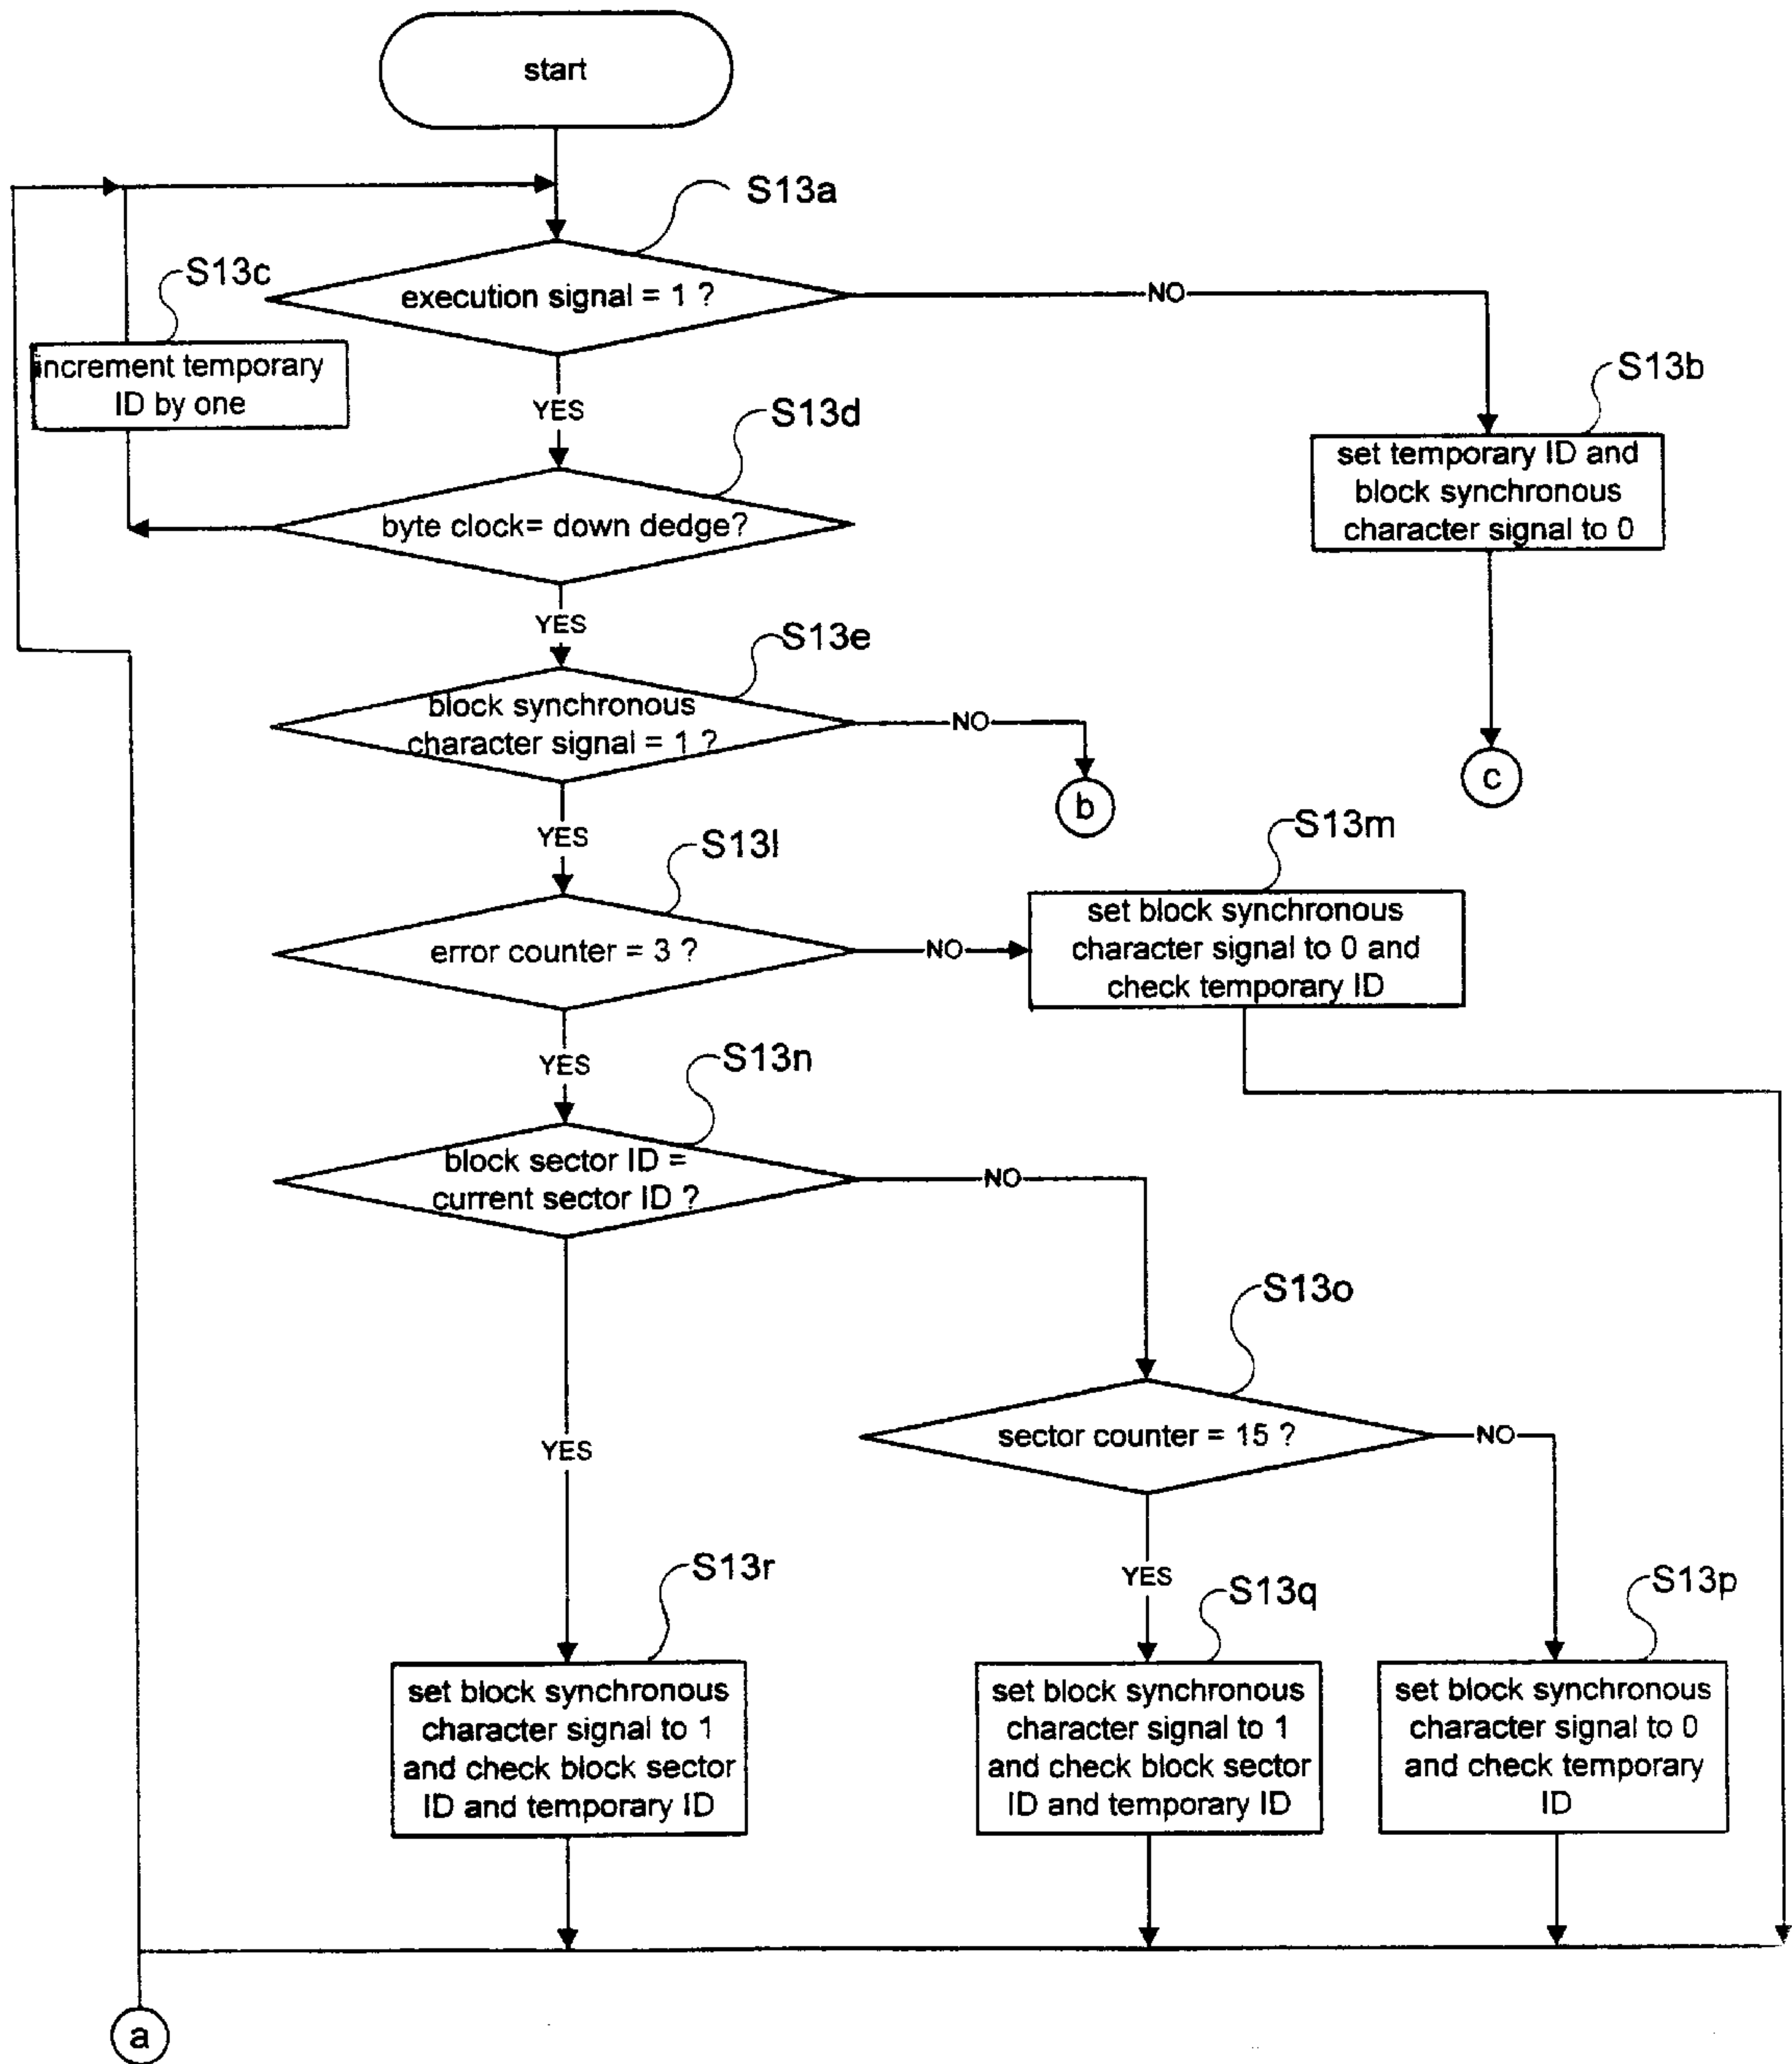 start
S13a
execution signal = 1 ?
NO
S13c
increment temporary
ID by one
YES
S13b
set temporary ID and
block synchronous
character signal to 0
S13d
byte clock= down dedge?
YES
S13e
block synchronous
character signal = 1 ?
NO
b
c
YES
S13l
error counter = 3 ?
NO
S13m
set block synchronous
character signal to 0 and
check temporary ID
YES
S13n
block sector ID =
current sector ID ?
NO
S13o
sector counter = 15 ?
NO
YES
YES
S13r
set block synchronous
character signal to 1
and check block sector
ID and temporary ID
S13q
set block synchronous
character signal to 1
and check block sector
ID and temporary ID
S13p
set block synchronous
character signal to 0
and check temporary
ID
a